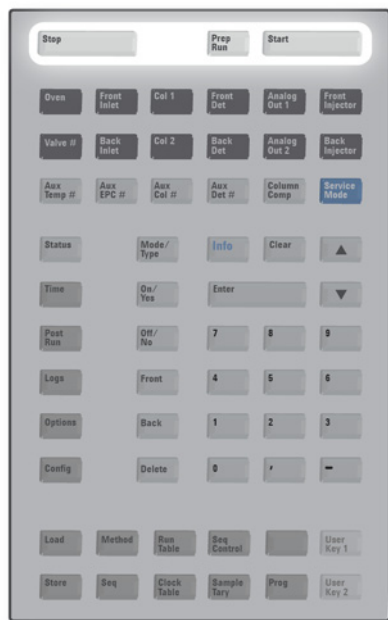 Stop Prep Run Start
Oven Front Inlet Col 1 Front Det Analog Out 1 Front Injector
Valve # Back Inlet Col 2 Back Det Analog Out 2 Back Injector
Aux Temp # Aux EPC # Aux Col # Aux Det # Column Comp Service Mode
Status Mode/ Type Info Clear ▲
Time On/ Yes Enter ▼
Post Run Off/ No 7 8 9
Logs Front 4 5 6
Options Back 1 2 3
Config Delete 0 , –
Load Method Run Table Seq Control User Key 1
Store Seq Clock Table Sample Tary Prog User Key 2